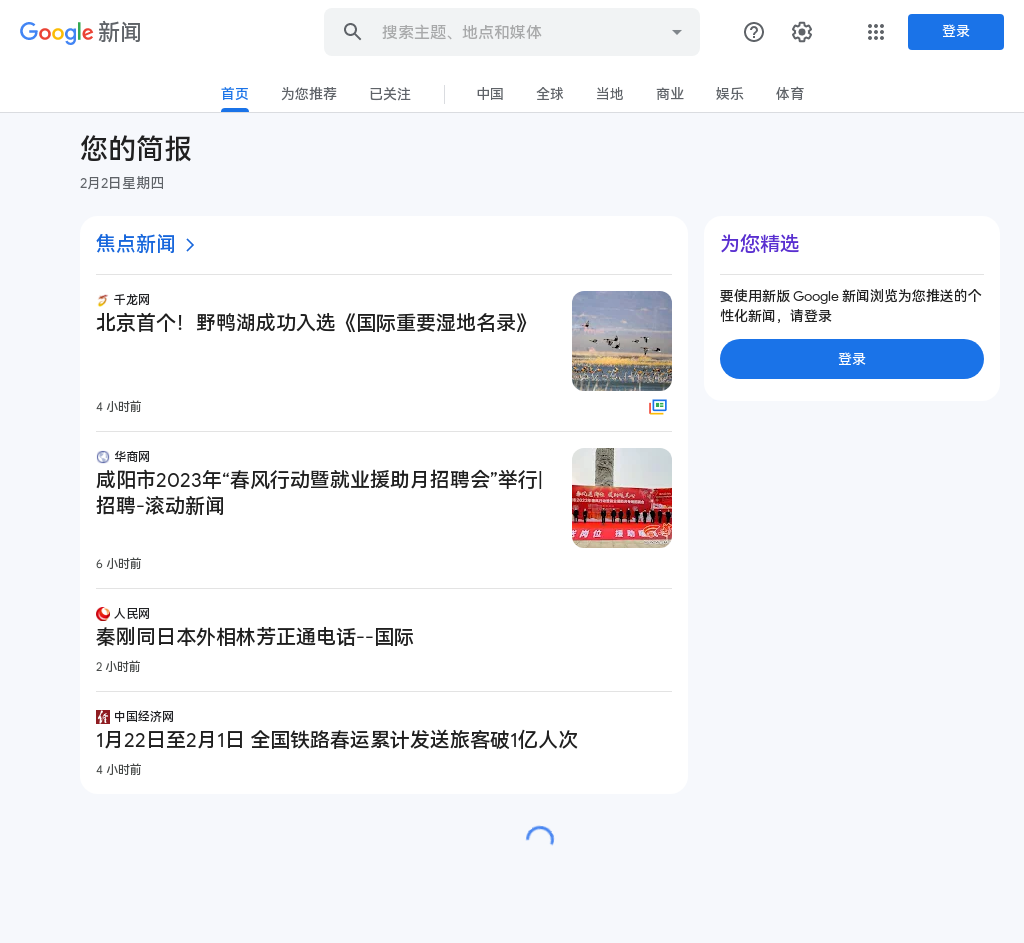 Google 新闻
搜索主题、地点和媒体
登录
首页
为您推荐
已关注
中国
全球
当地
商业
娱乐
体育
您的简报
2月2日星期四
焦点新闻
千龙网
北京首个！野鸭湖成功入选《国际重要湿地名录》
4 小时前
华商网
咸阳市2023年“春风行动暨就业援助月招聘会”举行|
招聘-滚动新闻
6 小时前
人民网
秦刚同日本外相林芳正通电话--国际
2 小时前
中国经济网
1月22日至2月1日 全国铁路春运累计发送旅客破1亿人次
4 小时前
为您精选
要使用新版 Google 新闻浏览为您推送的个
性化新闻，请登录
登录